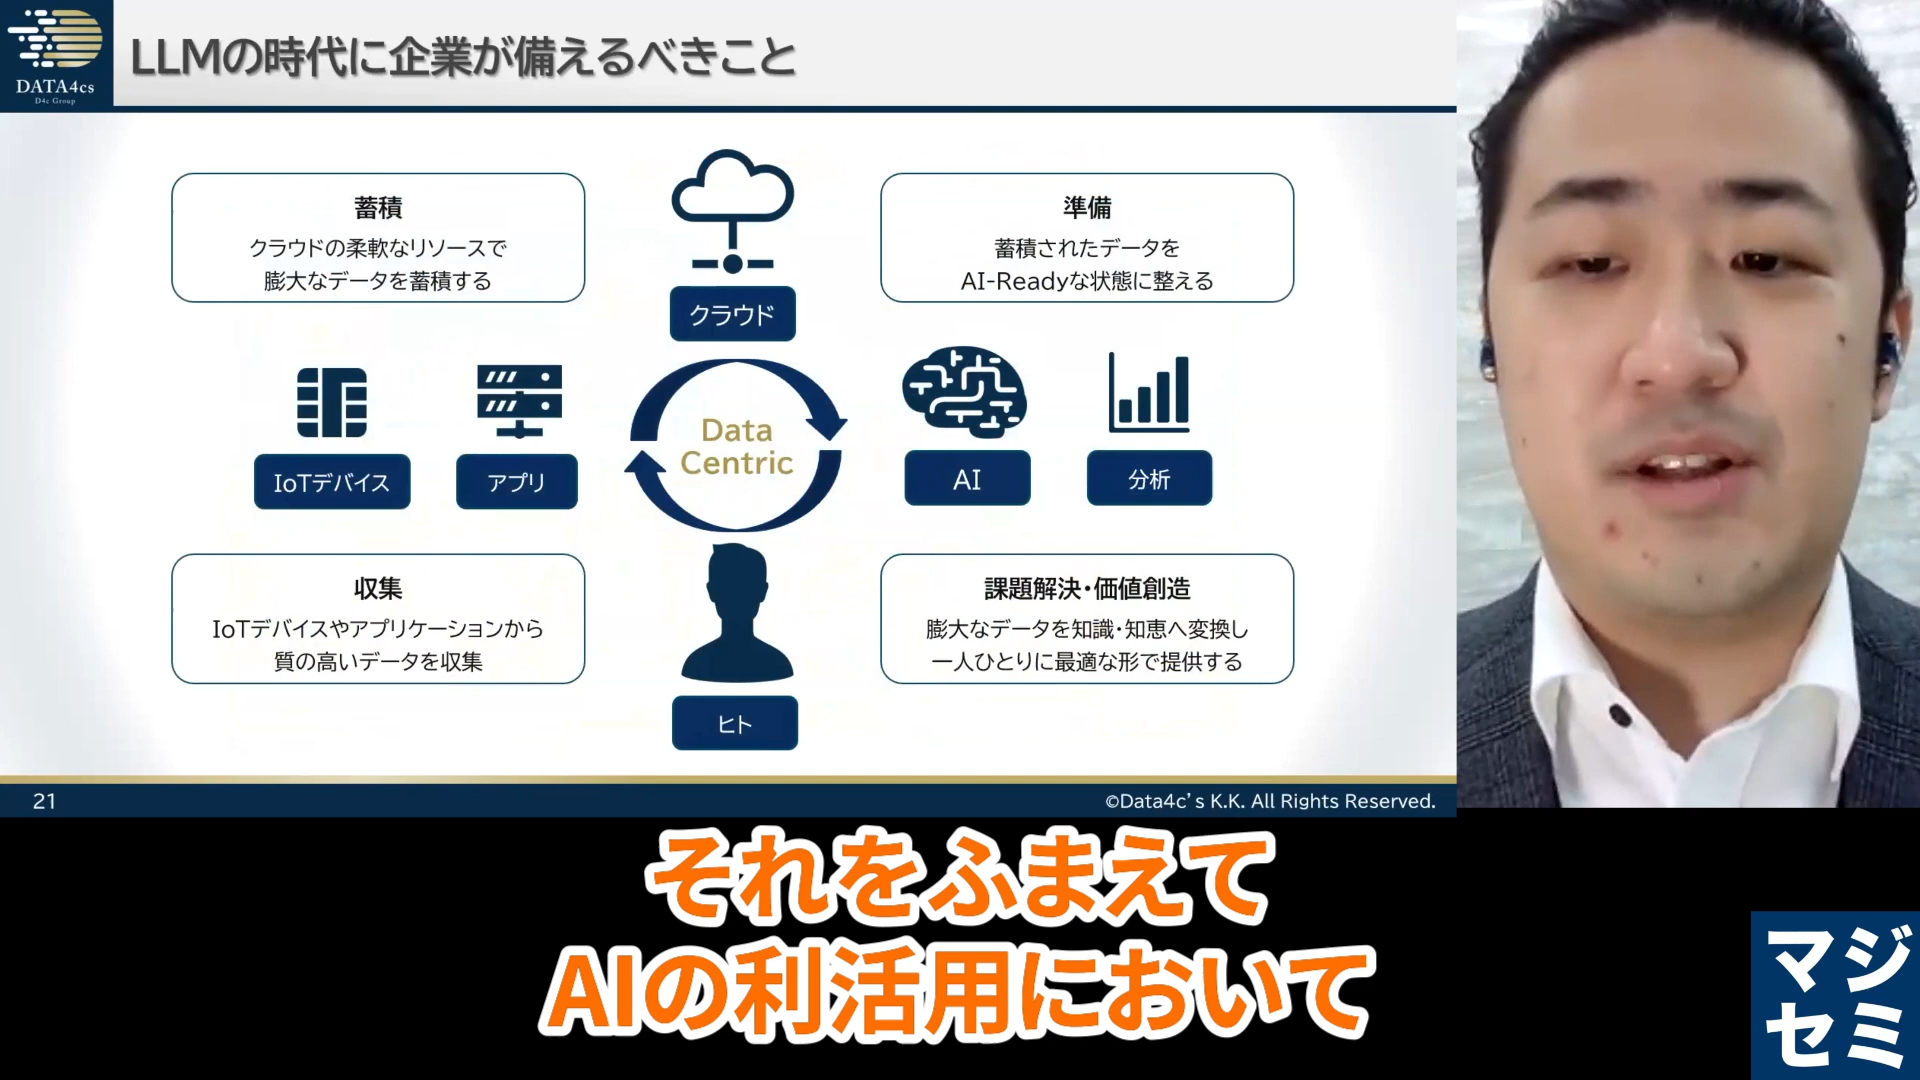 DATA4cs
D4c Group
LLMの時代に企業が備えるべきこと
蓄積
クラウドの柔軟なリソースで
膨大なデータを蓄積する
クラウド
準備
蓄積されたデータを
AI-Readyな状態に整える
IoTデバイス
アプリ
Data
Centric
AI
分析
収集
IoTデバイスやアプリケーションから
質の高いデータを収集
ヒト
課題解決・価値創造
膨大なデータを知識・知恵へ変換し
一人ひとりに最適な形で提供する
21
©Data4c’s K.K. All Rights Reserved.
それをふまえて
AIの利活用において
マジ
セミ